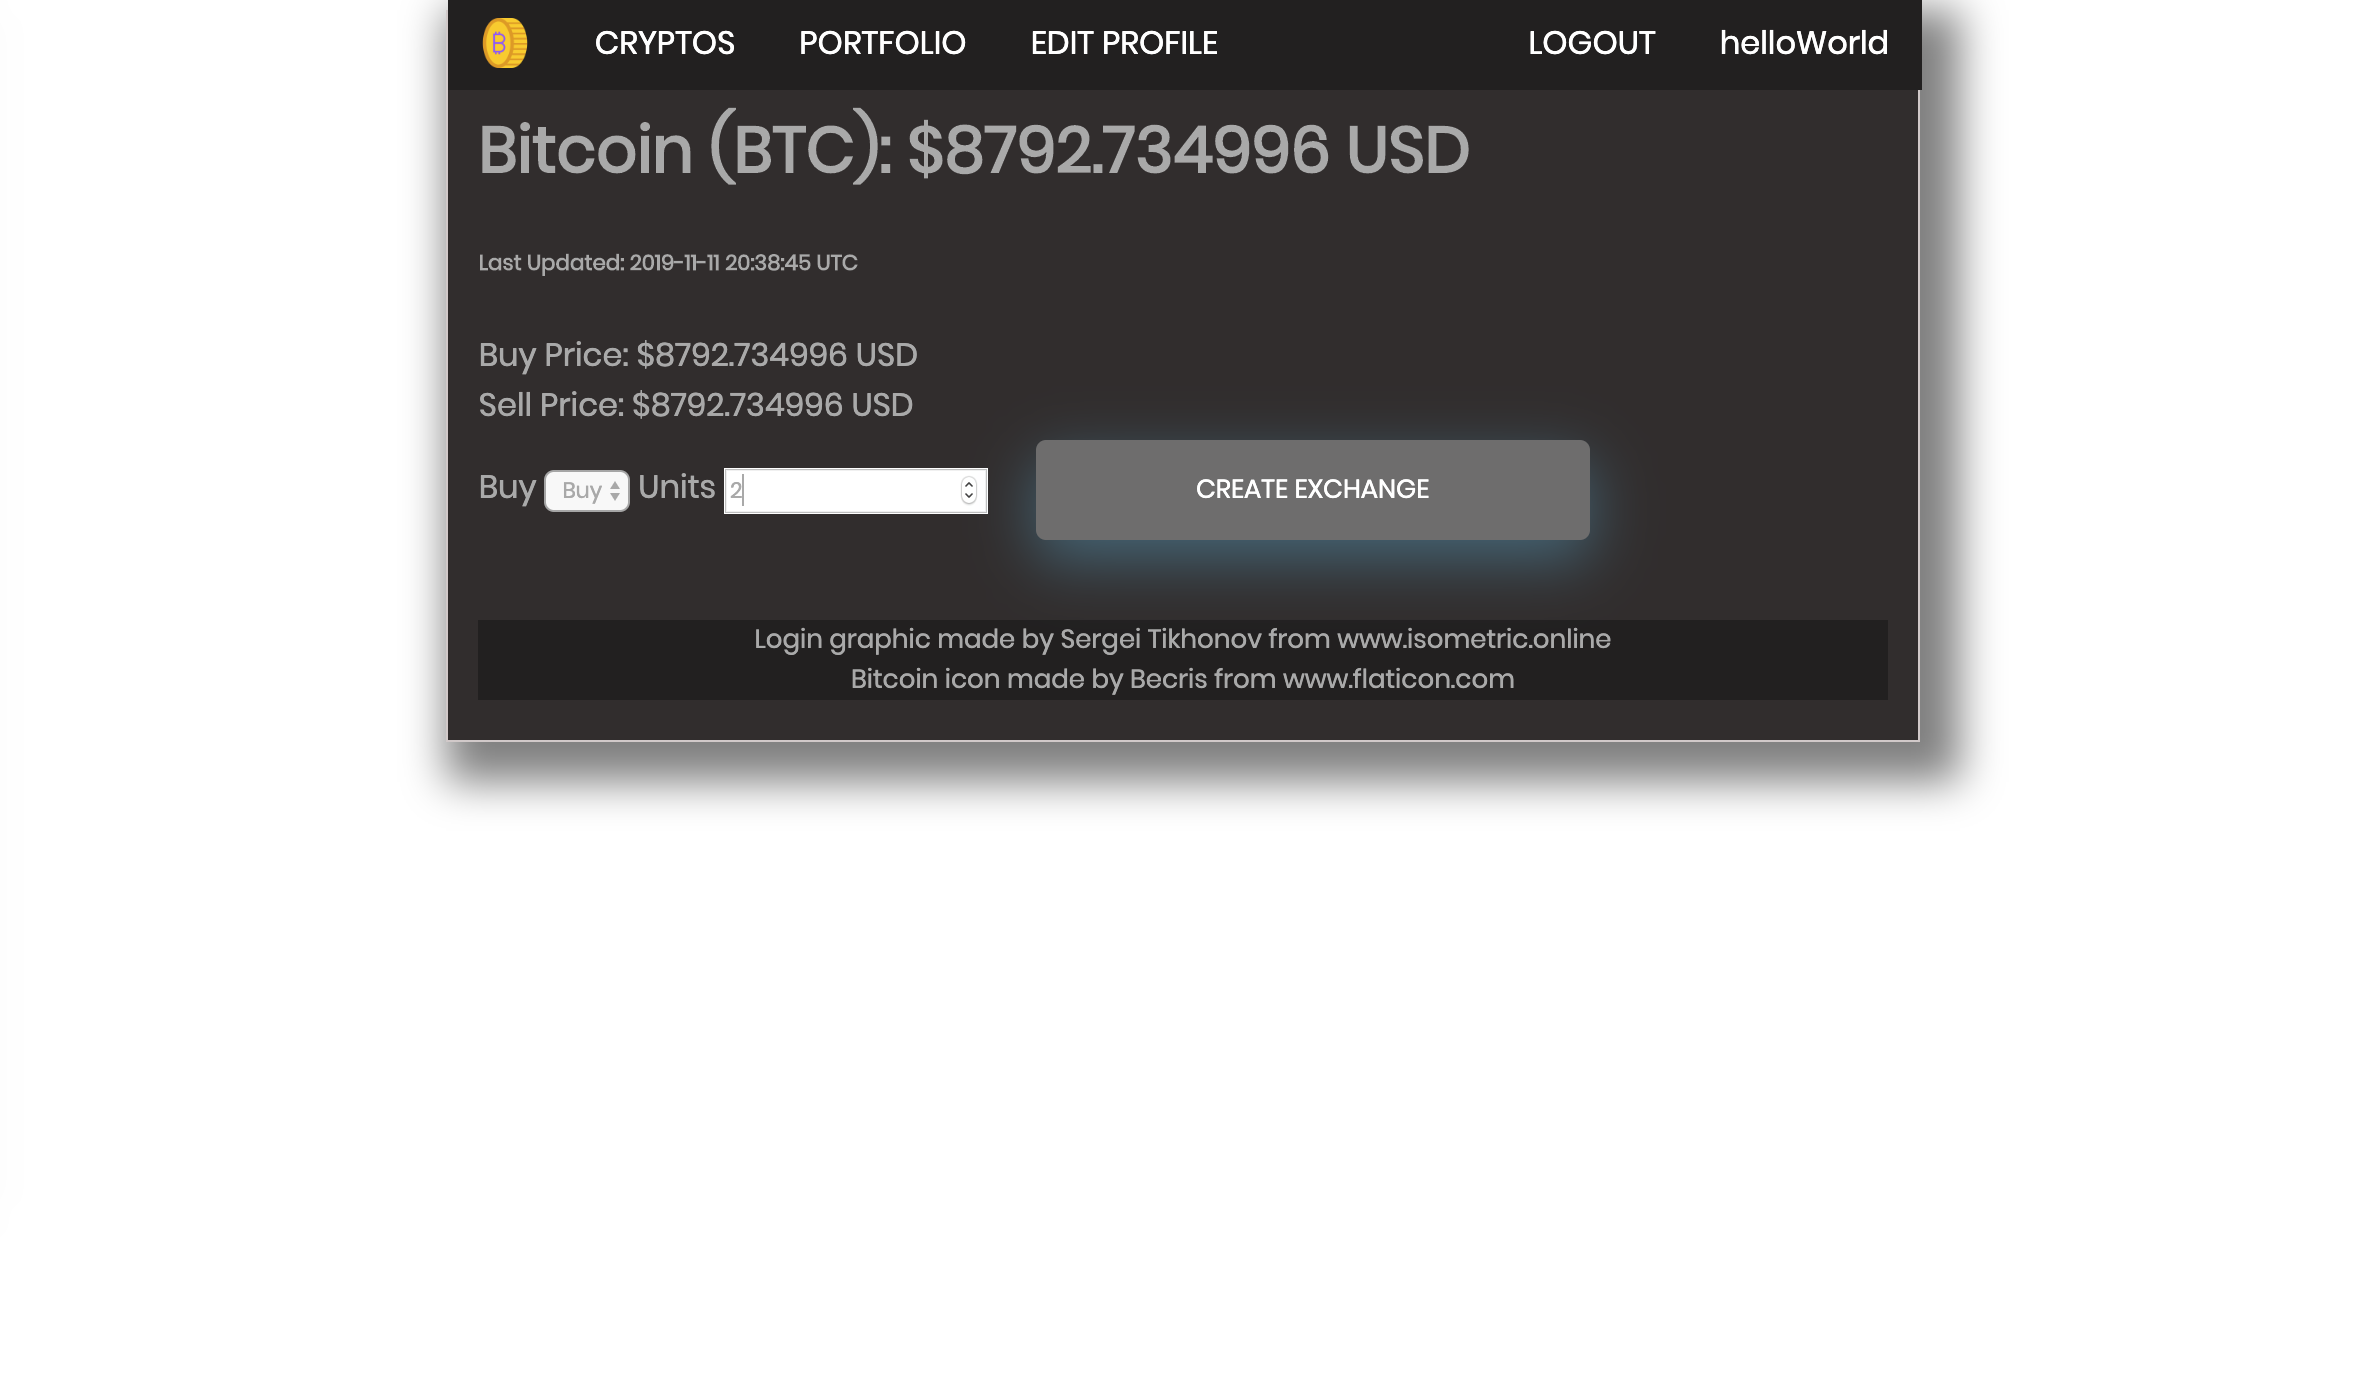 CRYPTOS PORTFOLIO EDIT PROFILE LOGOUT helloWorld
Bitcoin (BTC): $8792.734996 USD
Last Updated: 2019-11-11 20:38:45 UTC
Buy Price: $8792.734996 USD
Sell Price: $8792.734996 USD
Buy Buy Units 2 CREATE EXCHANGE
Login graphic made by Sergei Tikhonov from www.isometric.online
Bitcoin icon made by Becris from www.flaticon.com